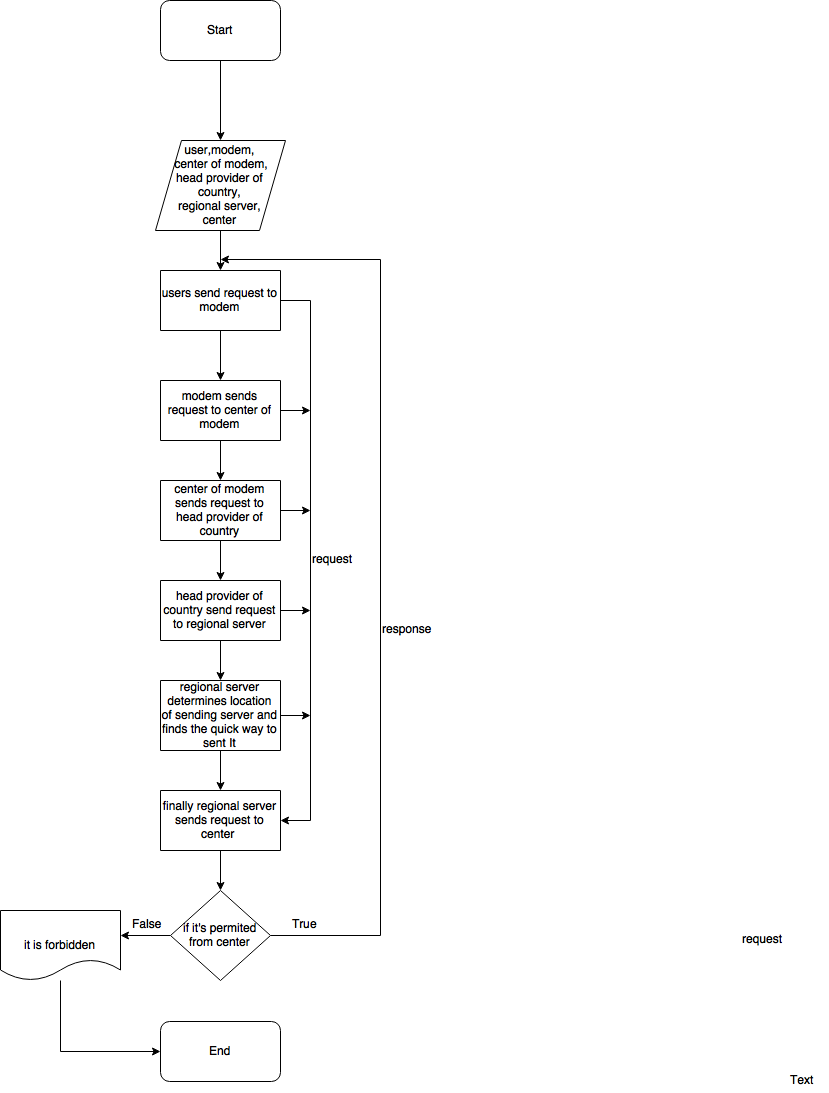 Start
user,modem,
center of modem,
head provider of
country,
regional server,
center
users send request to
modem
modem sends
request to center of
modem
center of modem
sends request to
head provider of
country
request
head provider of
country send request
to regional server
response
regional server
determines location
of sending server and
finds the quick way to
sent It
finally regional server
sends request to
center
False
if it's permited
from center
True
it is forbidden
request
End
Text